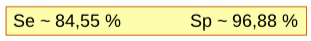 Se ~ 84,55 % Sp ~ 96,88 %